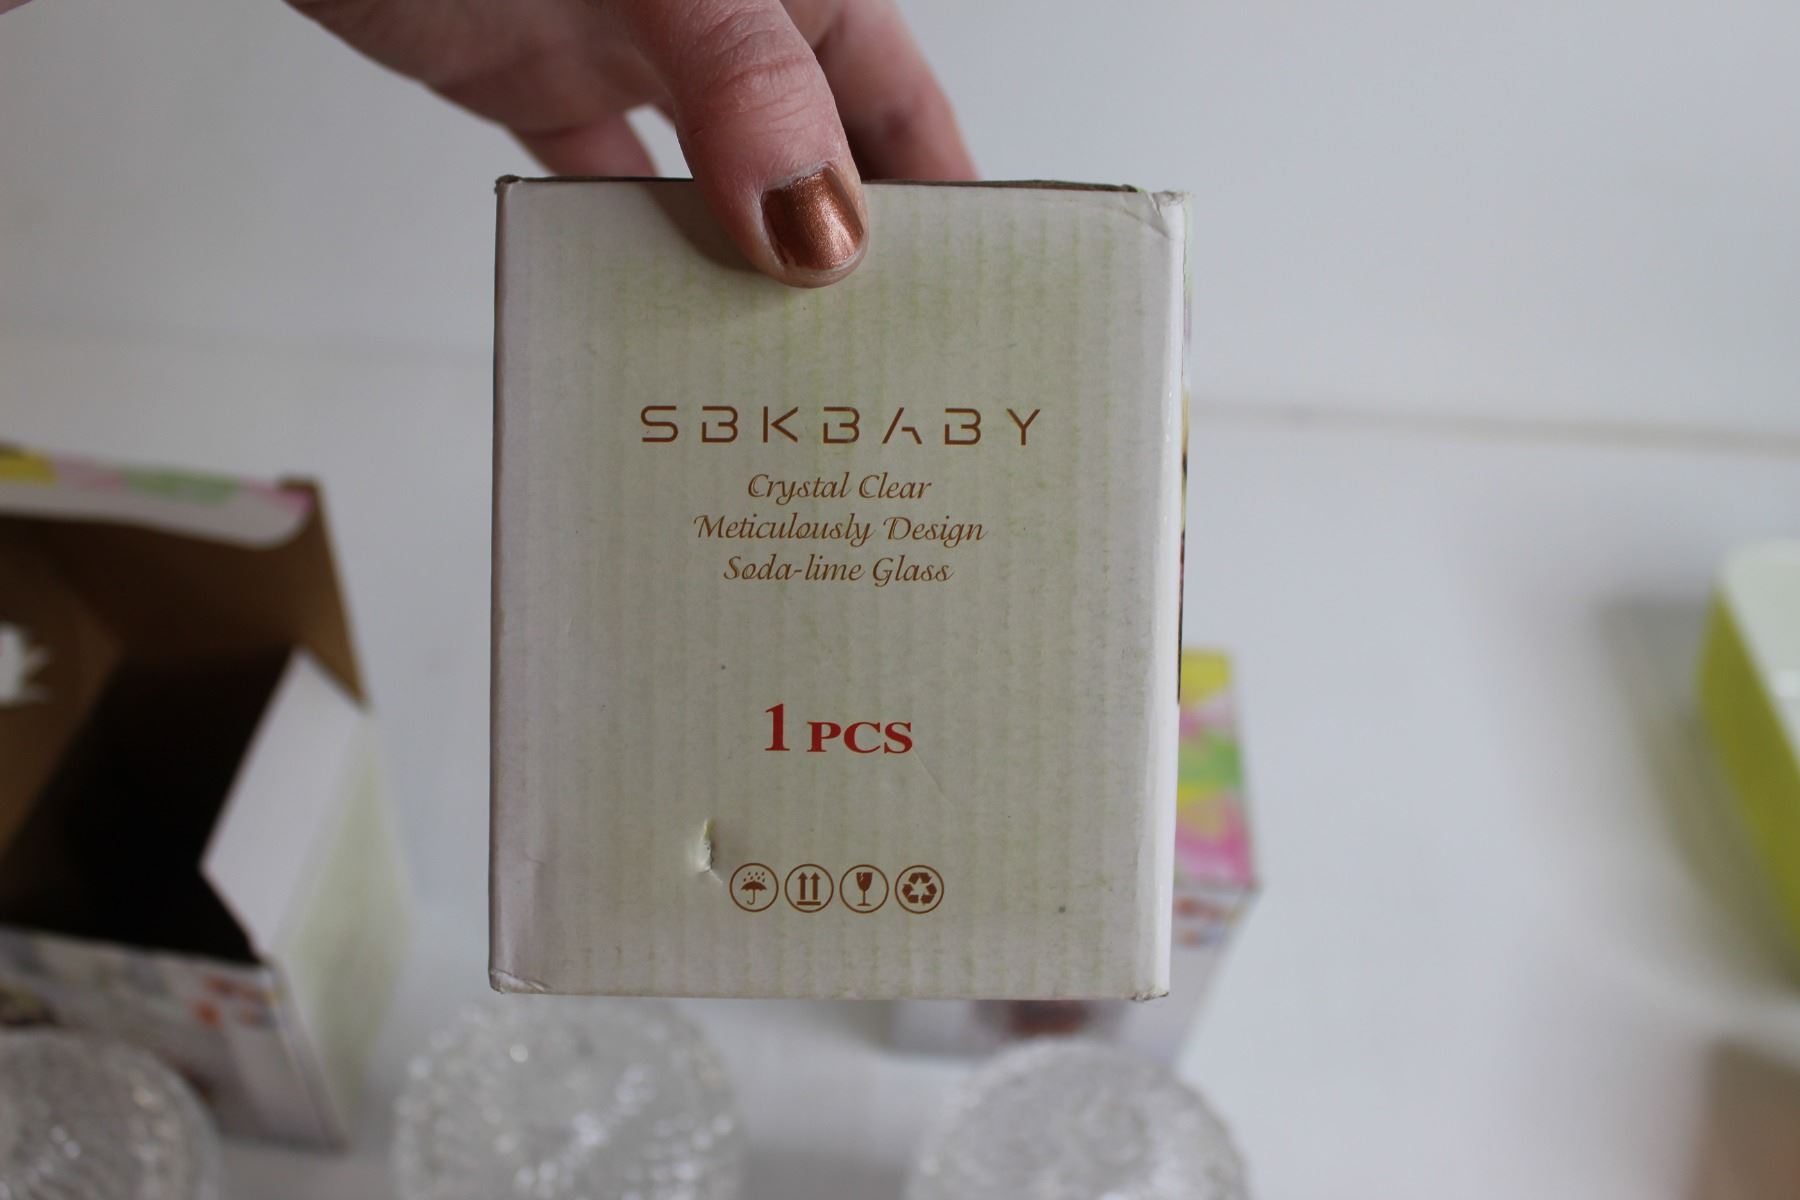 SBKBABY
Crystal Clear
Meticulously Design
Soda-lime Glass
1 PCS